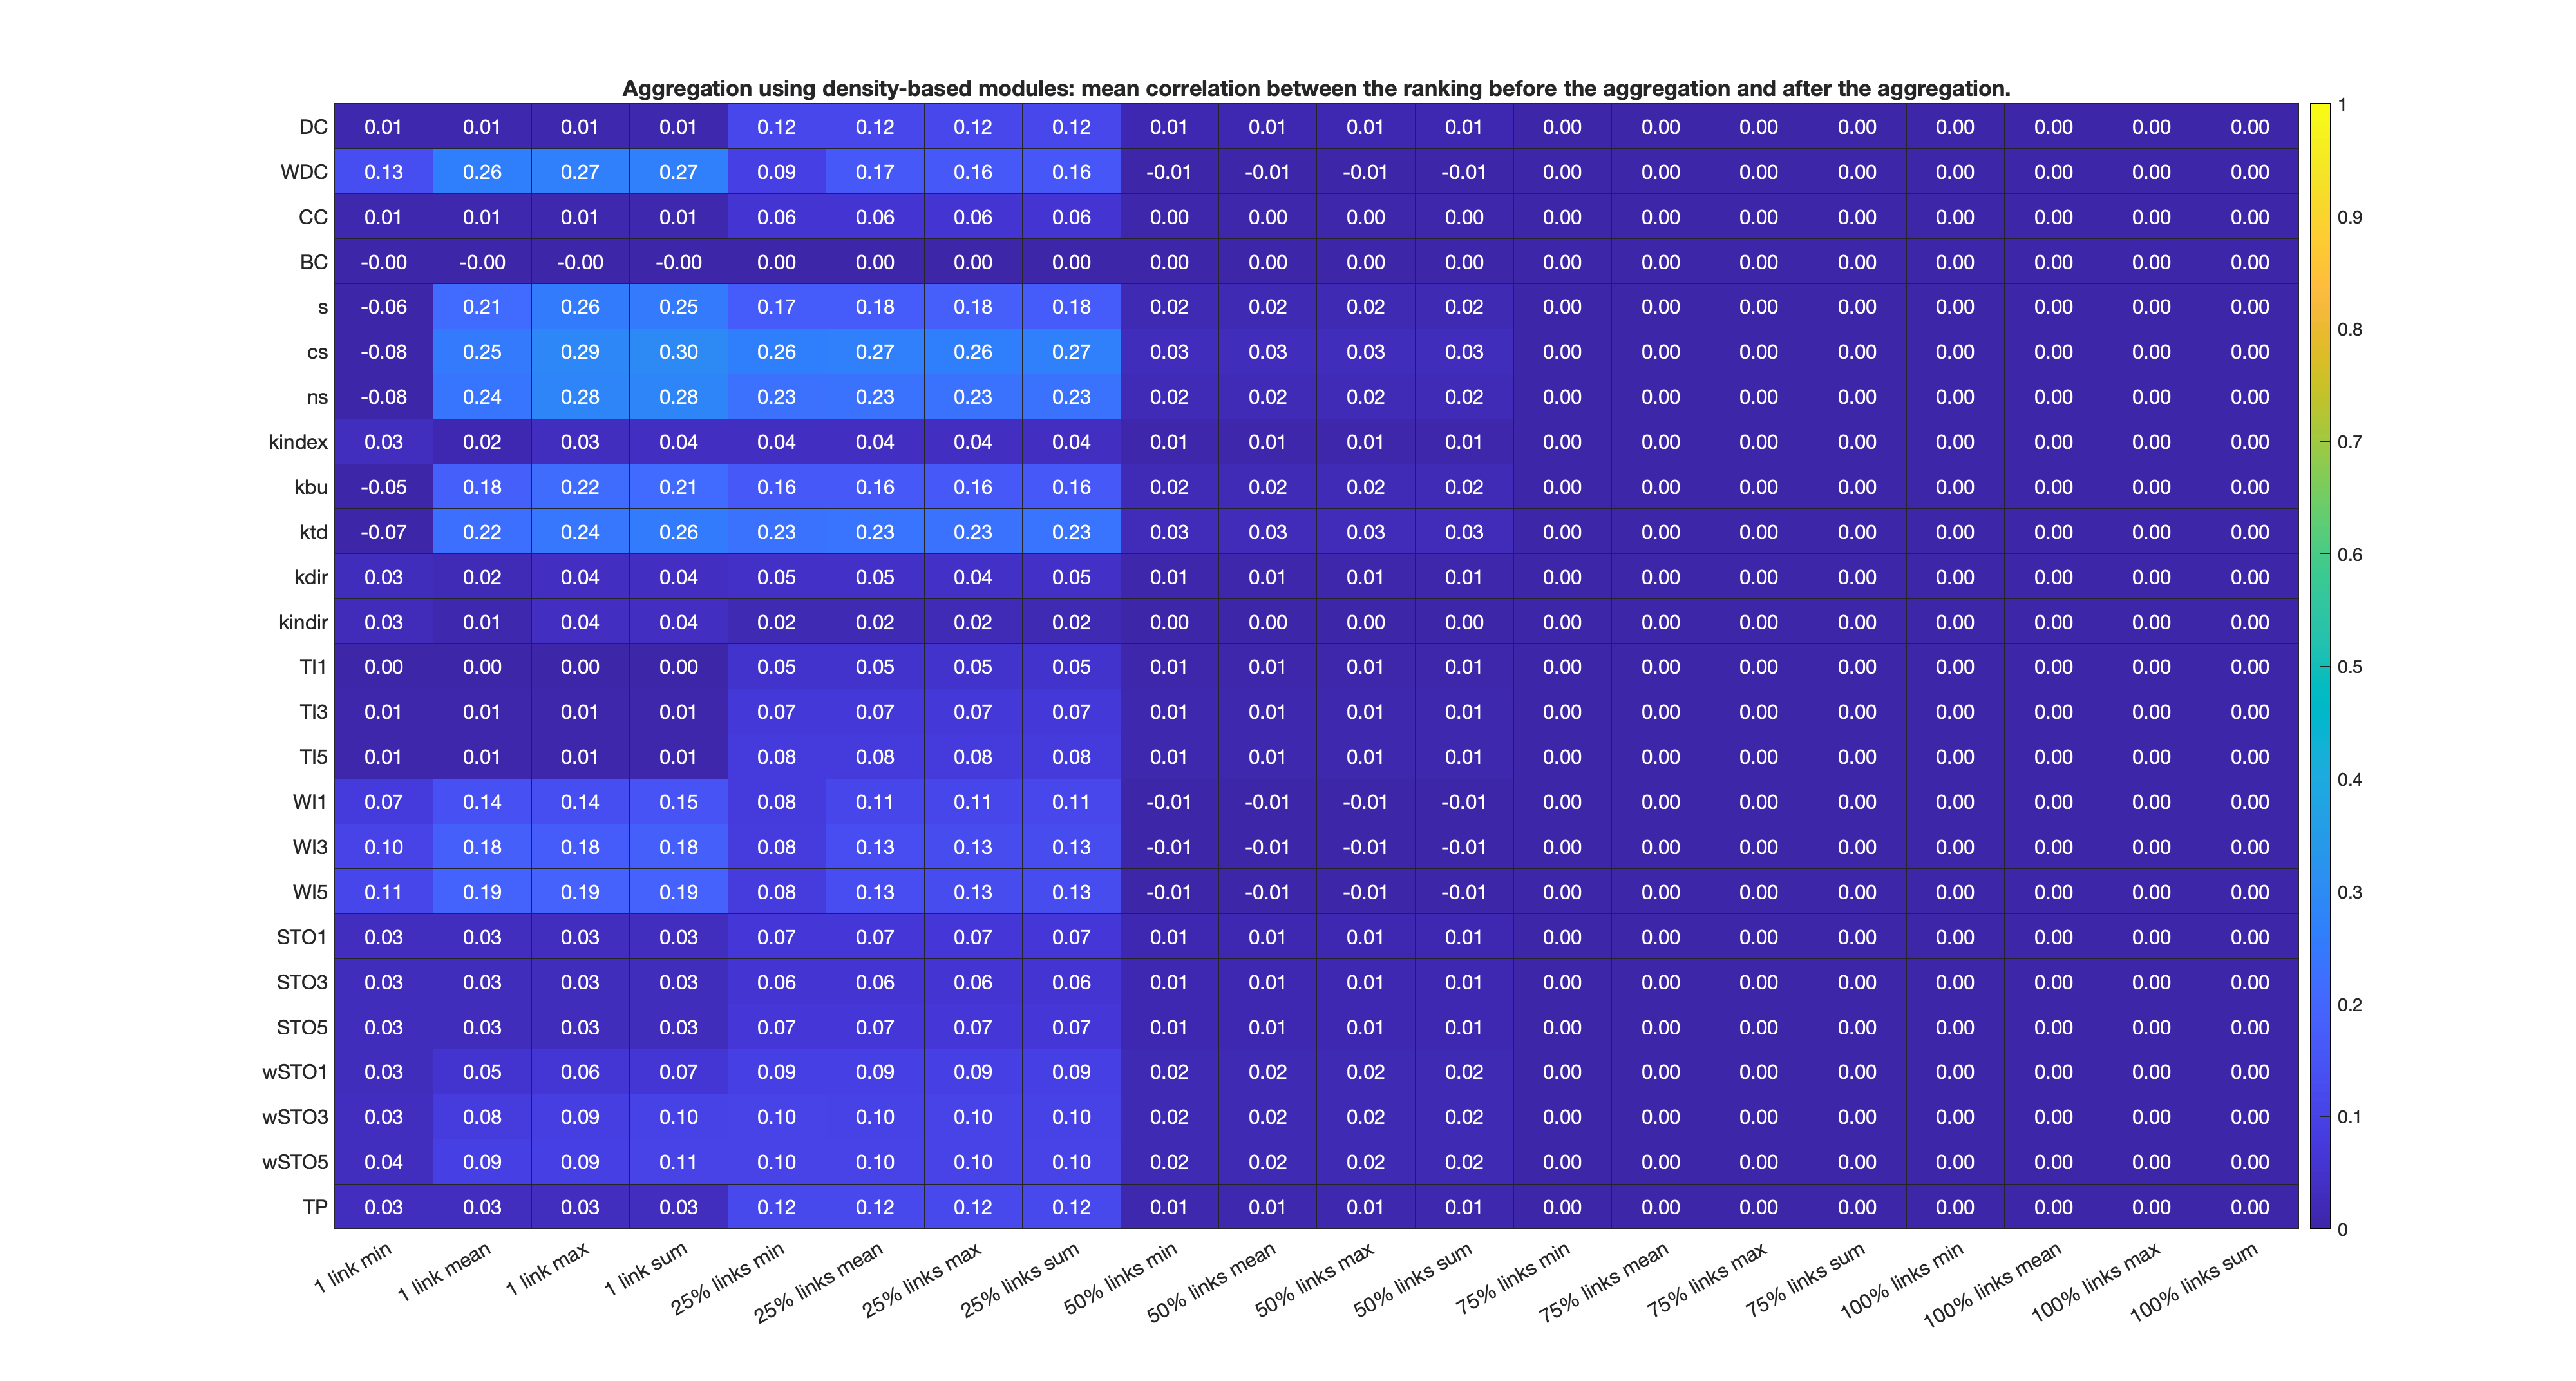 Aggregation using density-based modules: mean correlation between the ranking before the aggregation and after the aggregation.
DC 0.01 0.01 0.01 0.01 0.12 0.12 0.12 0.12 0.01 0.01 0.01 0.01 0.00 0.00 0.00 0.00 0.00 0.00 0.00 0.00
WDC 0.13 0.26 0.27 0.27 0.09 0.17 0.16 0.16 -0.01 -0.01 -0.01 -0.01 0.00 0.00 0.00 0.00 0.00 0.00 0.00 0.00
CC 0.01 0.01 0.01 0.01 0.06 0.06 0.06 0.06 0.00 0.00 0.00 0.00 0.00 0.00 0.00 0.00 0.00 0.00 0.00 0.00
BC -0.00 -0.00 -0.00 -0.00 0.00 0.00 0.00 0.00 0.00 0.00 0.00 0.00 0.00 0.00 0.00 0.00 0.00 0.00 0.00 0.00
s -0.06 0.21 0.26 0.25 0.17 0.18 0.18 0.18 0.02 0.02 0.02 0.02 0.00 0.00 0.00 0.00 0.00 0.00 0.00 0.00
cs -0.08 0.25 0.29 0.30 0.26 0.27 0.26 0.27 0.03 0.03 0.03 0.03 0.00 0.00 0.00 0.00 0.00 0.00 0.00 0.00
ns -0.08 0.24 0.28 0.28 0.23 0.23 0.23 0.23 0.02 0.02 0.02 0.02 0.00 0.00 0.00 0.00 0.00 0.00 0.00 0.00
kindex 0.03 0.02 0.03 0.04 0.04 0.04 0.04 0.04 0.01 0.01 0.01 0.01 0.00 0.00 0.00 0.00 0.00 0.00 0.00 0.00
kbu -0.05 0.18 0.22 0.21 0.16 0.16 0.16 0.16 0.02 0.02 0.02 0.02 0.00 0.00 0.00 0.00 0.00 0.00 0.00 0.00
ktd -0.07 0.22 0.24 0.26 0.23 0.23 0.23 0.23 0.03 0.03 0.03 0.03 0.00 0.00 0.00 0.00 0.00 0.00 0.00 0.00
kdir 0.03 0.02 0.04 0.04 0.05 0.05 0.04 0.05 0.01 0.01 0.01 0.01 0.00 0.00 0.00 0.00 0.00 0.00 0.00 0.00
kindir 0.03 0.01 0.04 0.04 0.02 0.02 0.02 0.02 0.00 0.00 0.00 0.00 0.00 0.00 0.00 0.00 0.00 0.00 0.00 0.00
TI1 0.00 0.00 0.00 0.00 0.05 0.05 0.05 0.05 0.01 0.01 0.01 0.01 0.00 0.00 0.00 0.00 0.00 0.00 0.00 0.00
TI3 0.01 0.01 0.01 0.01 0.07 0.07 0.07 0.07 0.01 0.01 0.01 0.01 0.00 0.00 0.00 0.00 0.00 0.00 0.00 0.00
TI5 0.01 0.01 0.01 0.01 0.08 0.08 0.08 0.08 0.01 0.01 0.01 0.01 0.00 0.00 0.00 0.00 0.00 0.00 0.00 0.00
WI1 0.07 0.14 0.14 0.15 0.08 0.11 0.11 0.11 -0.01 -0.01 -0.01 -0.01 0.00 0.00 0.00 0.00 0.00 0.00 0.00 0.00
WI3 0.10 0.18 0.18 0.18 0.08 0.13 0.13 0.13 -0.01 -0.01 -0.01 -0.01 0.00 0.00 0.00 0.00 0.00 0.00 0.00 0.00
WI5 0.11 0.19 0.19 0.19 0.08 0.13 0.13 0.13 -0.01 -0.01 -0.01 -0.01 0.00 0.00 0.00 0.00 0.00 0.00 0.00 0.00
STO1 0.03 0.03 0.03 0.03 0.07 0.07 0.07 0.07 0.01 0.01 0.01 0.01 0.00 0.00 0.00 0.00 0.00 0.00 0.00 0.00
STO3 0.03 0.03 0.03 0.03 0.06 0.06 0.06 0.06 0.01 0.01 0.01 0.01 0.00 0.00 0.00 0.00 0.00 0.00 0.00 0.00
STO5 0.03 0.03 0.03 0.03 0.07 0.07 0.07 0.07 0.01 0.01 0.01 0.01 0.00 0.00 0.00 0.00 0.00 0.00 0.00 0.00
wSTO1 0.03 0.05 0.06 0.07 0.09 0.09 0.09 0.09 0.02 0.02 0.02 0.02 0.00 0.00 0.00 0.00 0.00 0.00 0.00 0.00
wSTO3 0.03 0.08 0.09 0.10 0.10 0.10 0.10 0.10 0.02 0.02 0.02 0.02 0.00 0.00 0.00 0.00 0.00 0.00 0.00 0.00
wSTO5 0.04 0.09 0.09 0.11 0.10 0.10 0.10 0.10 0.02 0.02 0.02 0.02 0.00 0.00 0.00 0.00 0.00 0.00 0.00 0.00
TP 0.03 0.03 0.03 0.03 0.12 0.12 0.12 0.12 0.01 0.01 0.01 0.01 0.00 0.00 0.00 0.00 0.00 0.00 0.00 0.00
1 link min
1 link mean
1 link max
1 link sum
25% links min
25% links mean
25% links max
25% links sum
50% links min
50% links mean
50% links max
50% links sum
75% links min
75% links mean
75% links max
75% links sum
100% links min
100% links mean
100% links max
100% links sum
1
0.9
0.8
0.7
0.6
0.5
0.4
0.3
0.2
0.1
0